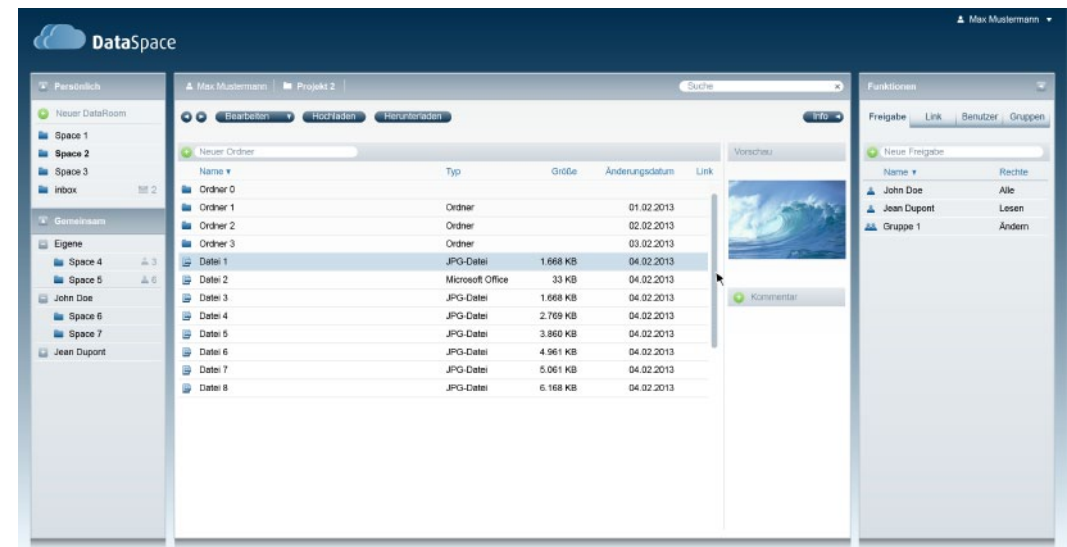 Max Mustermann
DataSpace
Persönlich
Neuer DataRoom
Space 1
Space 2
Space 3
inbox 2
Gemeinsam
Eigene
Space 4 3
Space 5 6
John Doe
Space 6
Space 7
Jean Dupont
Max Mustermann Projekt 2 Suche x
Bearbeiten Hochladen Herunterladen Info
Neuer Ordner
Name Typ Größe Änderungsdatum Link
Ordner 0
Ordner 1 Ordner 01.02.2013
Ordner 2 Ordner 02.02.2013
Ordner 3 Ordner 03.02.2013
Datei 1 JPG-Datei 1.668 KB 04.02.2013
Datei 2 Microsoft Office 33 KB 04.02.2013
Datei 3 JPG-Datei 1.668 KB 04.02.2013
Datei 4 JPG-Datei 2.769 KB 04.02.2013
Datei 5 JPG-Datei 3.860 KB 04.02.2013
Datei 6 JPG-Datei 4.961 KB 04.02.2013
Datei 7 JPG-Datei 5.061 KB 04.02.2013
Datei 8 JPG-Datei 6.168 KB 04.02.2013
Vorschau
Kommentar
Funktionen
Freigabe Link Benutzer Gruppen
Neue Freigabe
Name Rechte
John Doe Alle
Jean Dupont Lesen
Gruppe 1 Ändern